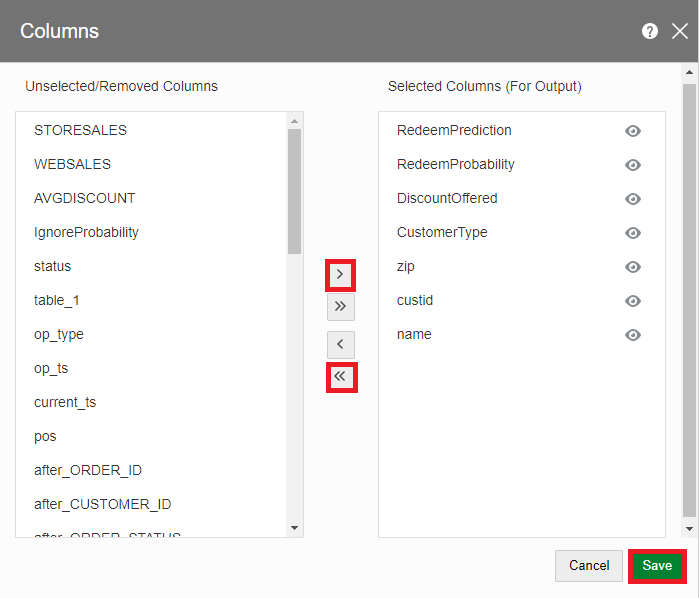 Columns
Unselected/Removed Columns
Selected Columns (For Output)
STORESALES
WEBSALES
AVGDISCOUNT
IgnoreProbability
status
table_1
op_type
op_ts
current_ts
pos
after_ORDER_ID
after_CUSTOMER_ID
after_ORDER_STATUS
RedeemPrediction
RedeemProbability
DiscountOffered
CustomerType
zip
custid
name
Cancel
Save